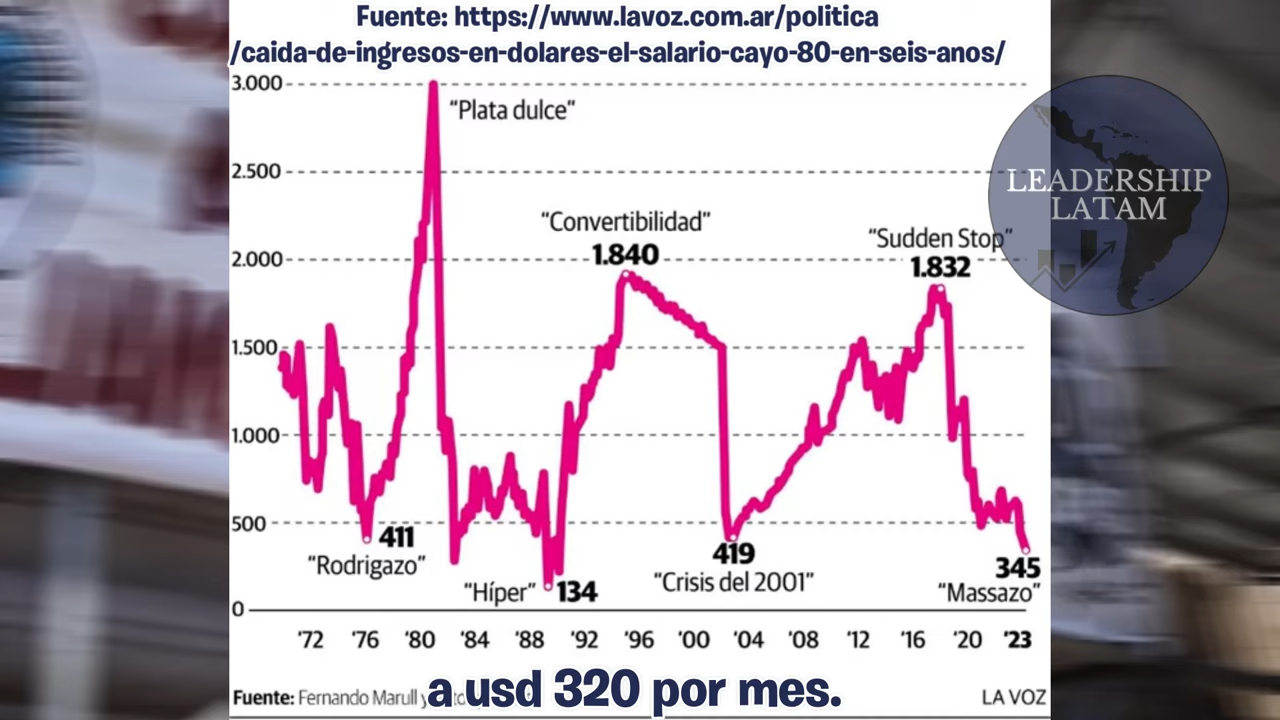 Fuente: https://www.lavoz.com.ar/politica
/caida-de-ingresos-en-dolares-el-salario-cayo-80-en-seis-anos/
3.000
"Plata dulce"
2.500
LEADERSHIP
LATAM
"Convertibilidad"
1.840
"Sudden Stop"
1.832
2.000
1.500
1.000
500
411
"Rodrigazo"
"Híper"
134
419
"Crisis del 2001"
345
"Massazo"
0
'72 '76 '80 '84 '88 '92 '96 '00 '04 '08 '12 '16 '20 '23
a usd 320 por mes.
Fuente: Fernando Marull
LA VOZ